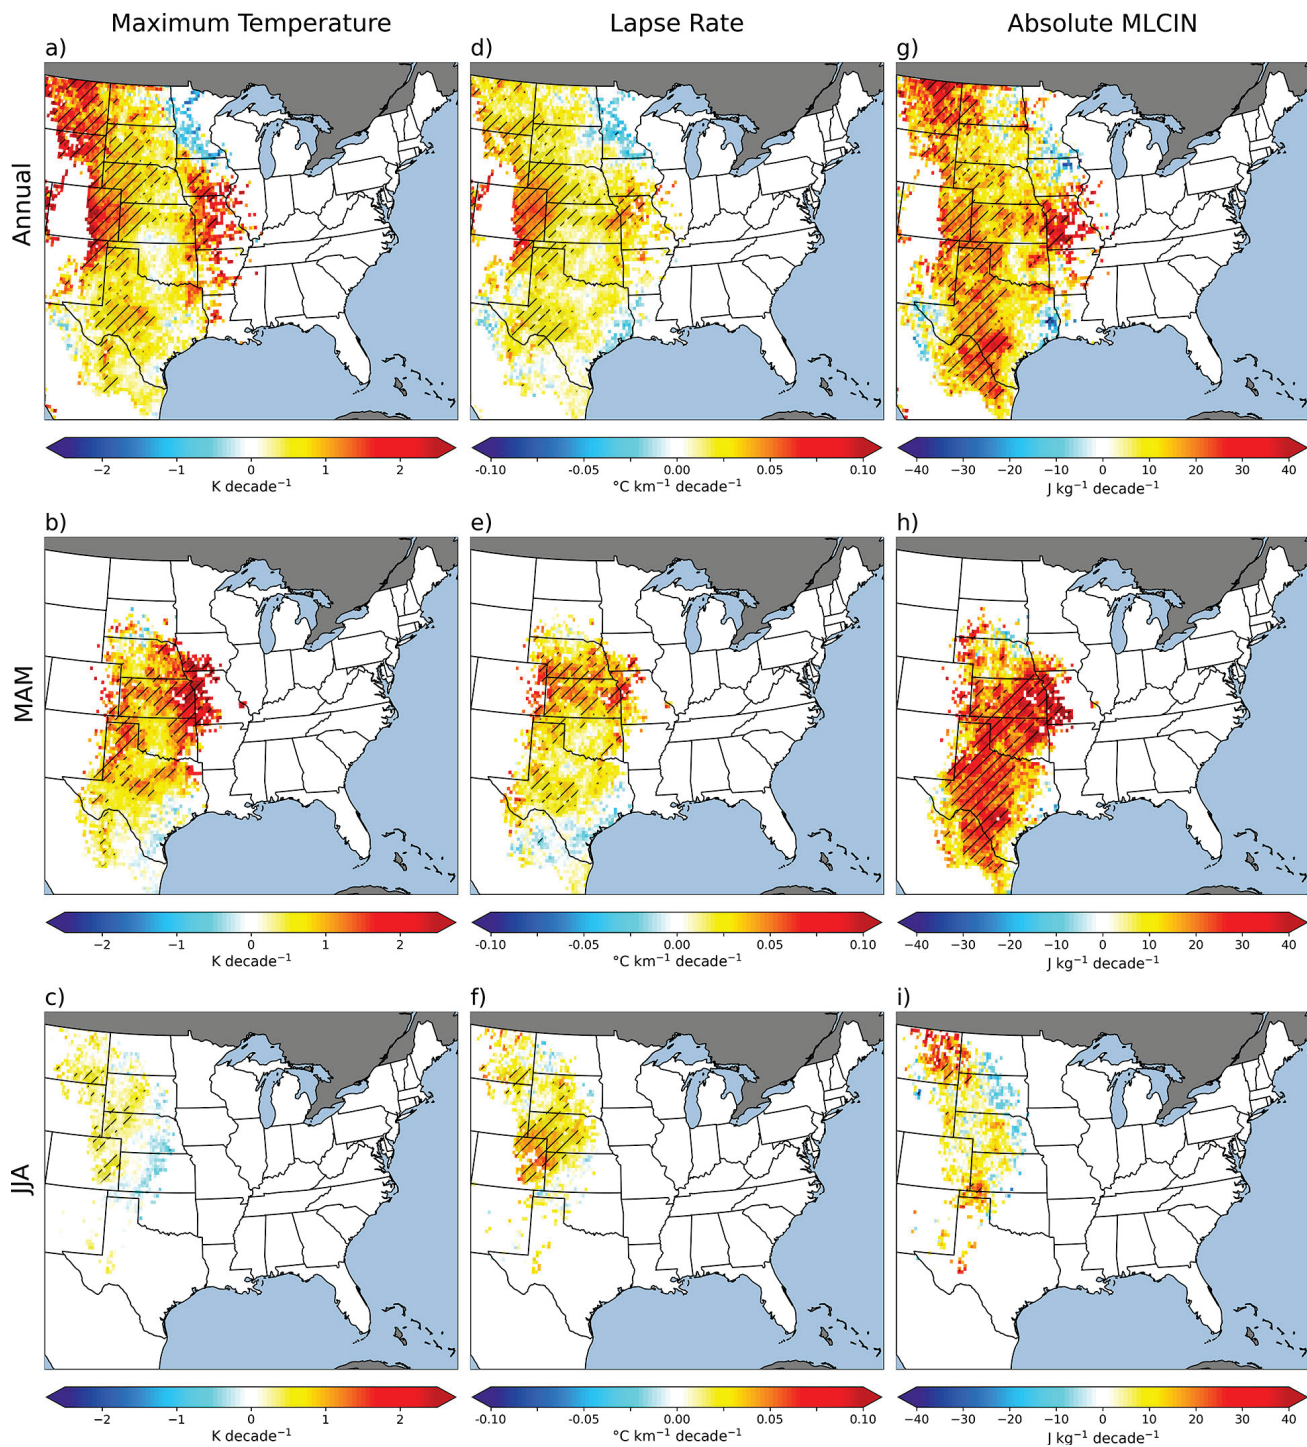 Maximum Temperature Lapse Rate Absolute MLCIN
a) d) g)
Annual
−2 −1 0 1 2
K decade⁻¹
-0.10 -0.05 0.00 0.05 0.10
°C km⁻¹ decade⁻¹
−40 −30 −20 −10 0 10 20 30 40
J kg⁻¹ decade⁻¹
b) e) h)
MAM
−2 −1 0 1 2
K decade⁻¹
-0.10 -0.05 0.00 0.05 0.10
°C km⁻¹ decade⁻¹
−40 −30 −20 −10 0 10 20 30 40
J kg⁻¹ decade⁻¹
c) f) i)
JJA
−2 −1 0 1 2
K decade⁻¹
-0.10 -0.05 0.00 0.05 0.10
°C km⁻¹ decade⁻¹
−40 −30 −20 −10 0 10 20 30 40
J kg⁻¹ decade⁻¹